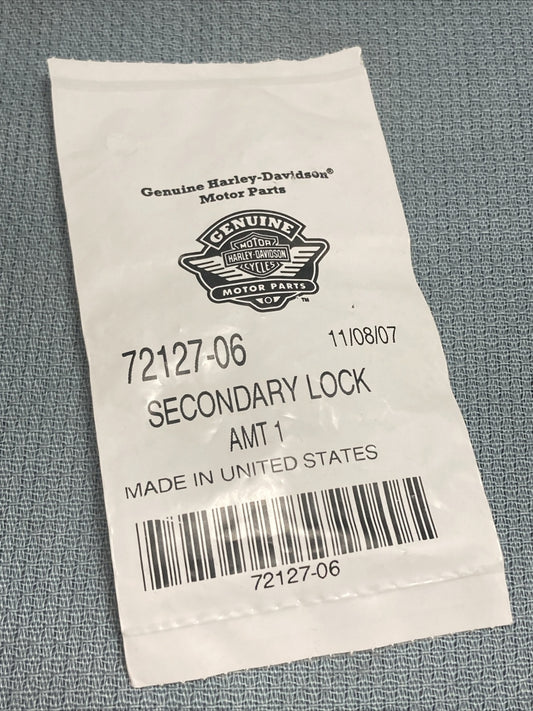 Genuine Harley-Davidson®
Motor Parts
GENUINE
MOTOR
HARLEY-DAVIDSON
CYCLES
MOTOR PARTS
™
72127-06 11/08/07
SECONDARY LOCK
AMT 1
MADE IN UNITED STATES
72127-06